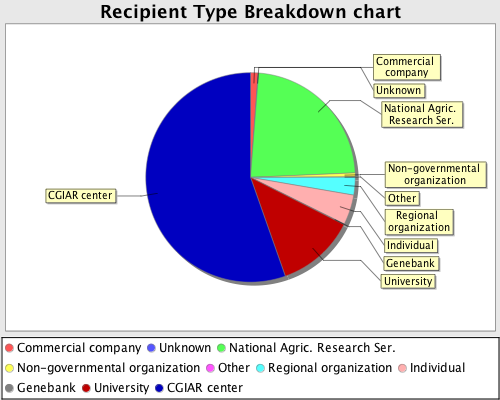 Recipient Type Breakdown chart
Commercial
company
Unknown
National Agric.
Research Ser.
Non-governmental
organization
CGIAR center
Other
Regional
organization
Individual
Genebank
University
Commercial company Unknown National Agric. Research Ser.
Non-governmental organization Other Regional organization Individual
Genebank University CGIAR center